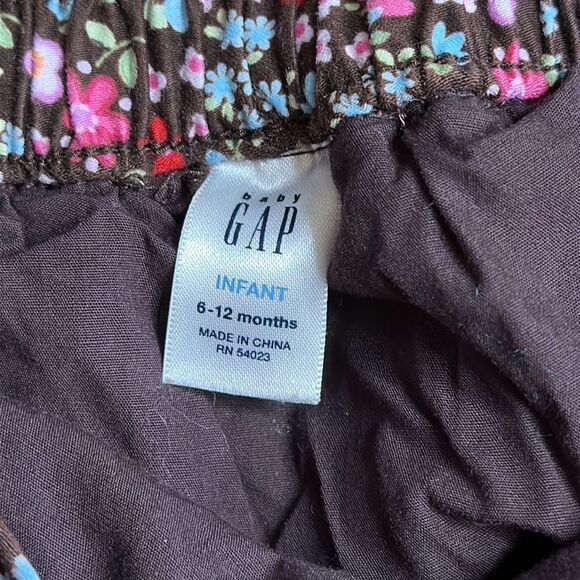 baby
GAP
INFANT
6-12 months
MADE IN CHINA
RN 54023